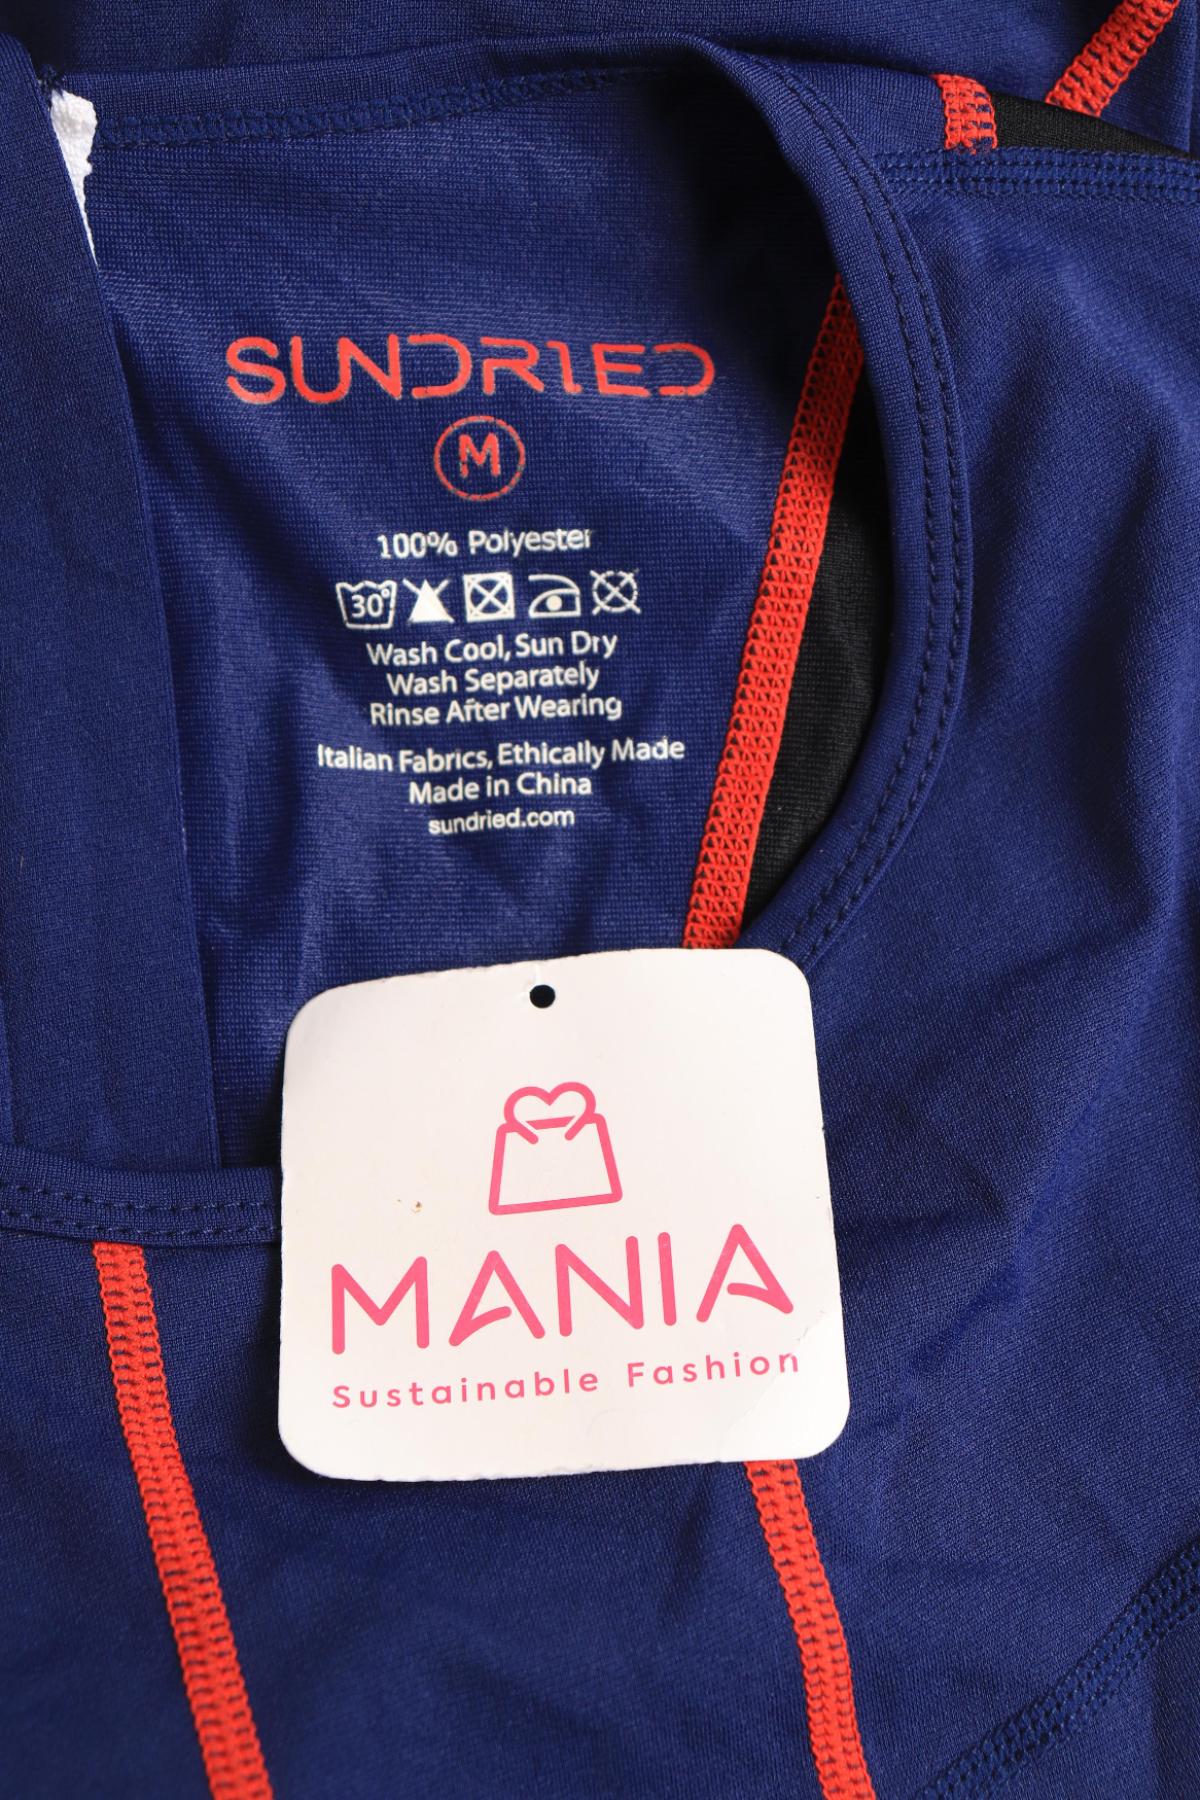 SUNDRIED
M
100% Polyester
30°
Wash Cool, Sun Dry
Wash Separately
Rinse After Wearing
Italian Fabrics, Ethically Made
Made in China
sundried.com
MANIA
Sustainable Fashion